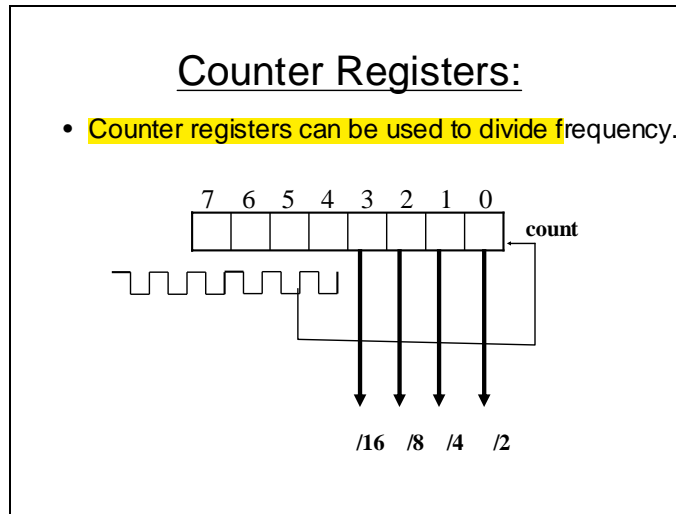 Counter Registers:
• Counter registers can be used to divide frequency.
7 6 5 4 3 2 1 0
count
/16 /8 /4 /2